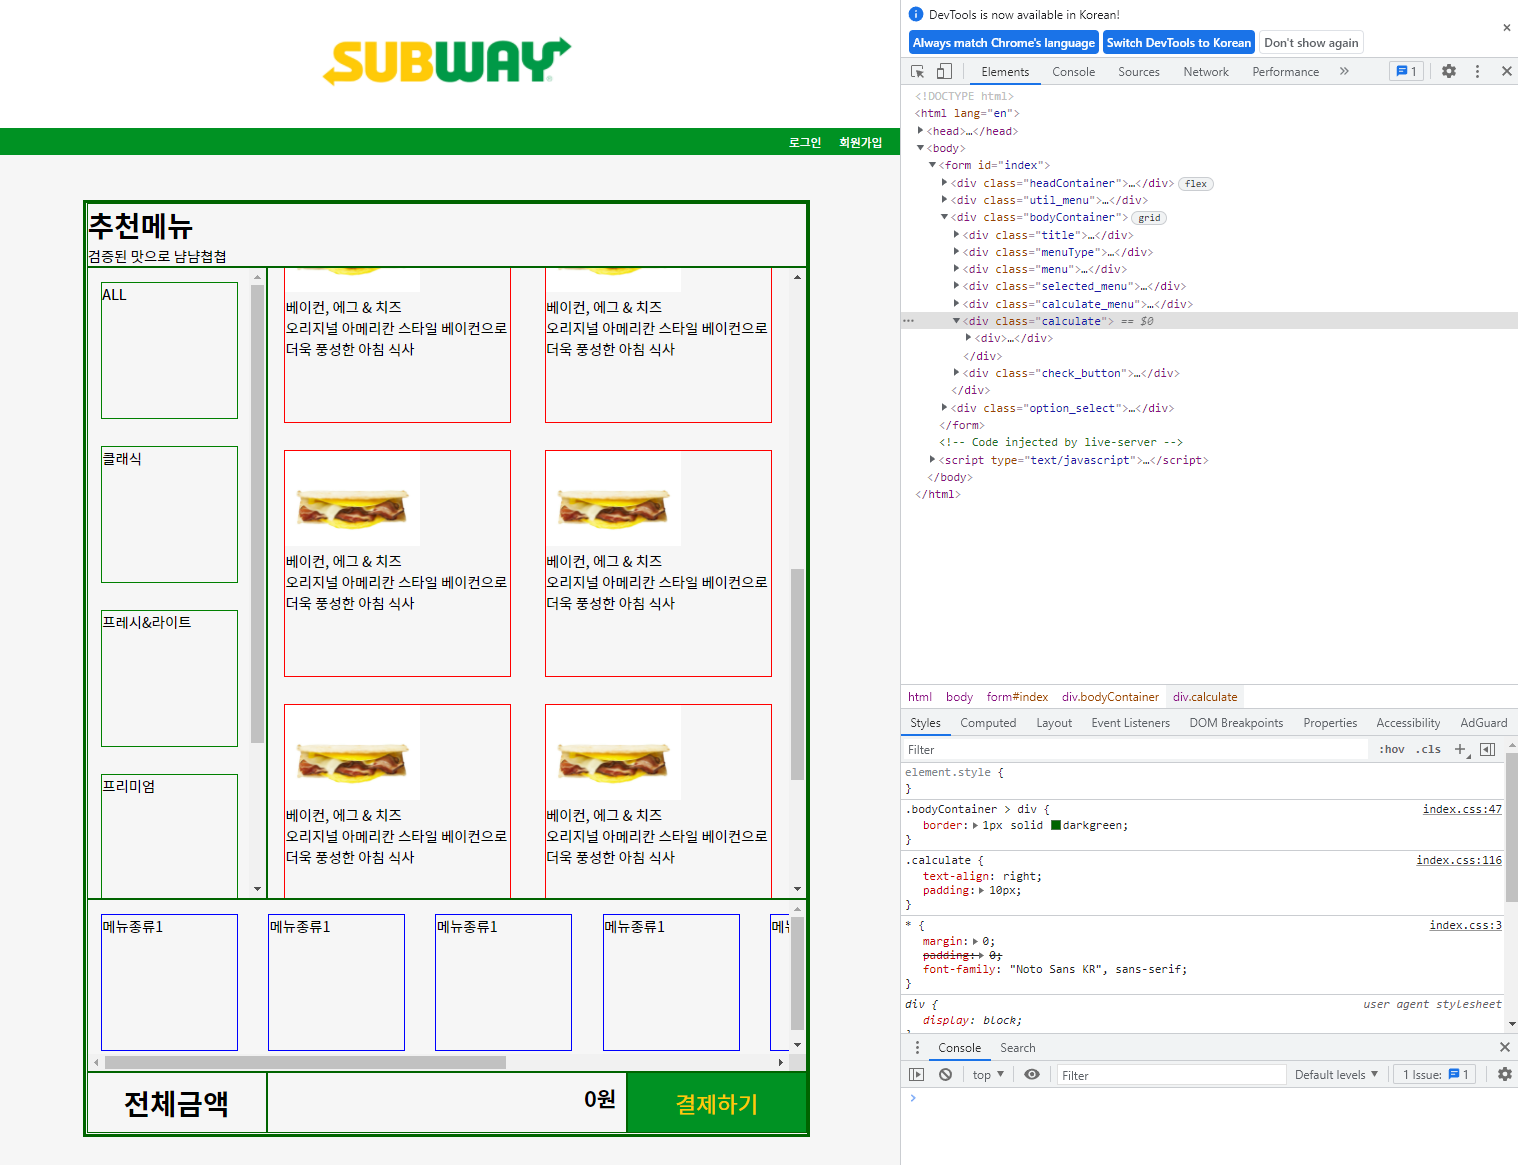 SUBWAY
로그인 회원가입
추천메뉴
검증된 맛으로 냠냠쳡쳡
ALL
클래식
프레시&라이트
프리미엄
베이컨, 에그 & 치즈
오리지널 아메리칸 스타일 베이컨으로
더욱 풍성한 아침 식사
베이컨, 에그 & 치즈
오리지널 아메리칸 스타일 베이컨으로
더욱 풍성한 아침 식사
베이컨, 에그 & 치즈
오리지널 아메리칸 스타일 베이컨으로
더욱 풍성한 아침 식사
베이컨, 에그 & 치즈
오리지널 아메리칸 스타일 베이컨으로
더욱 풍성한 아침 식사
베이컨, 에그 & 치즈
오리지널 아메리칸 스타일 베이컨으로
더욱 풍성한 아침 식사
베이컨, 에그 & 치즈
오리지널 아메리칸 스타일 베이컨으로
더욱 풍성한 아침 식사
메뉴종류1 메뉴종류1 메뉴종류1 메뉴종류1 메뉴
전체금액 0원 결제하기
DevTools is now available in Korean!
Always match Chrome's language Switch DevTools to Korean Don't show again
Elements Console Sources Network Performance » 1
<!DOCTYPE html>
<html lang="en">
<head>…</head>
<body>
<form id="index">
<div class="headContainer">…</div> flex
<div class="util_menu">…</div>
<div class="bodyContainer"> grid
<div class="title">…</div>
<div class="menuType">…</div>
<div class="menu">…</div>
<div class="selected_menu">…</div>
<div class="calculate_menu">…</div>
<div class="calculate"> == $0
<div>…</div>
</div>
<div class="check_button">…</div>
</div>
<div class="option_select">…</div>
</form>
<!-- Code injected by live-server -->
<script type="text/javascript">…</script>
</body>
</html>
html body form#index div.bodyContainer div.calculate
Styles Computed Layout Event Listeners DOM Breakpoints Properties Accessibility AdGuard
Filter :hov .cls +
element.style {
}
.bodyContainer > div { index.css:47
border: 1px solid darkgreen;
}
.calculate { index.css:116
text-align: right;
padding: 10px;
}
* { index.css:3
margin: 0;
padding: 0;
font-family: "Noto Sans KR", sans-serif;
}
div { user agent stylesheet
display: block;
}
Console Search
top Filter Default levels 1 Issue: 1